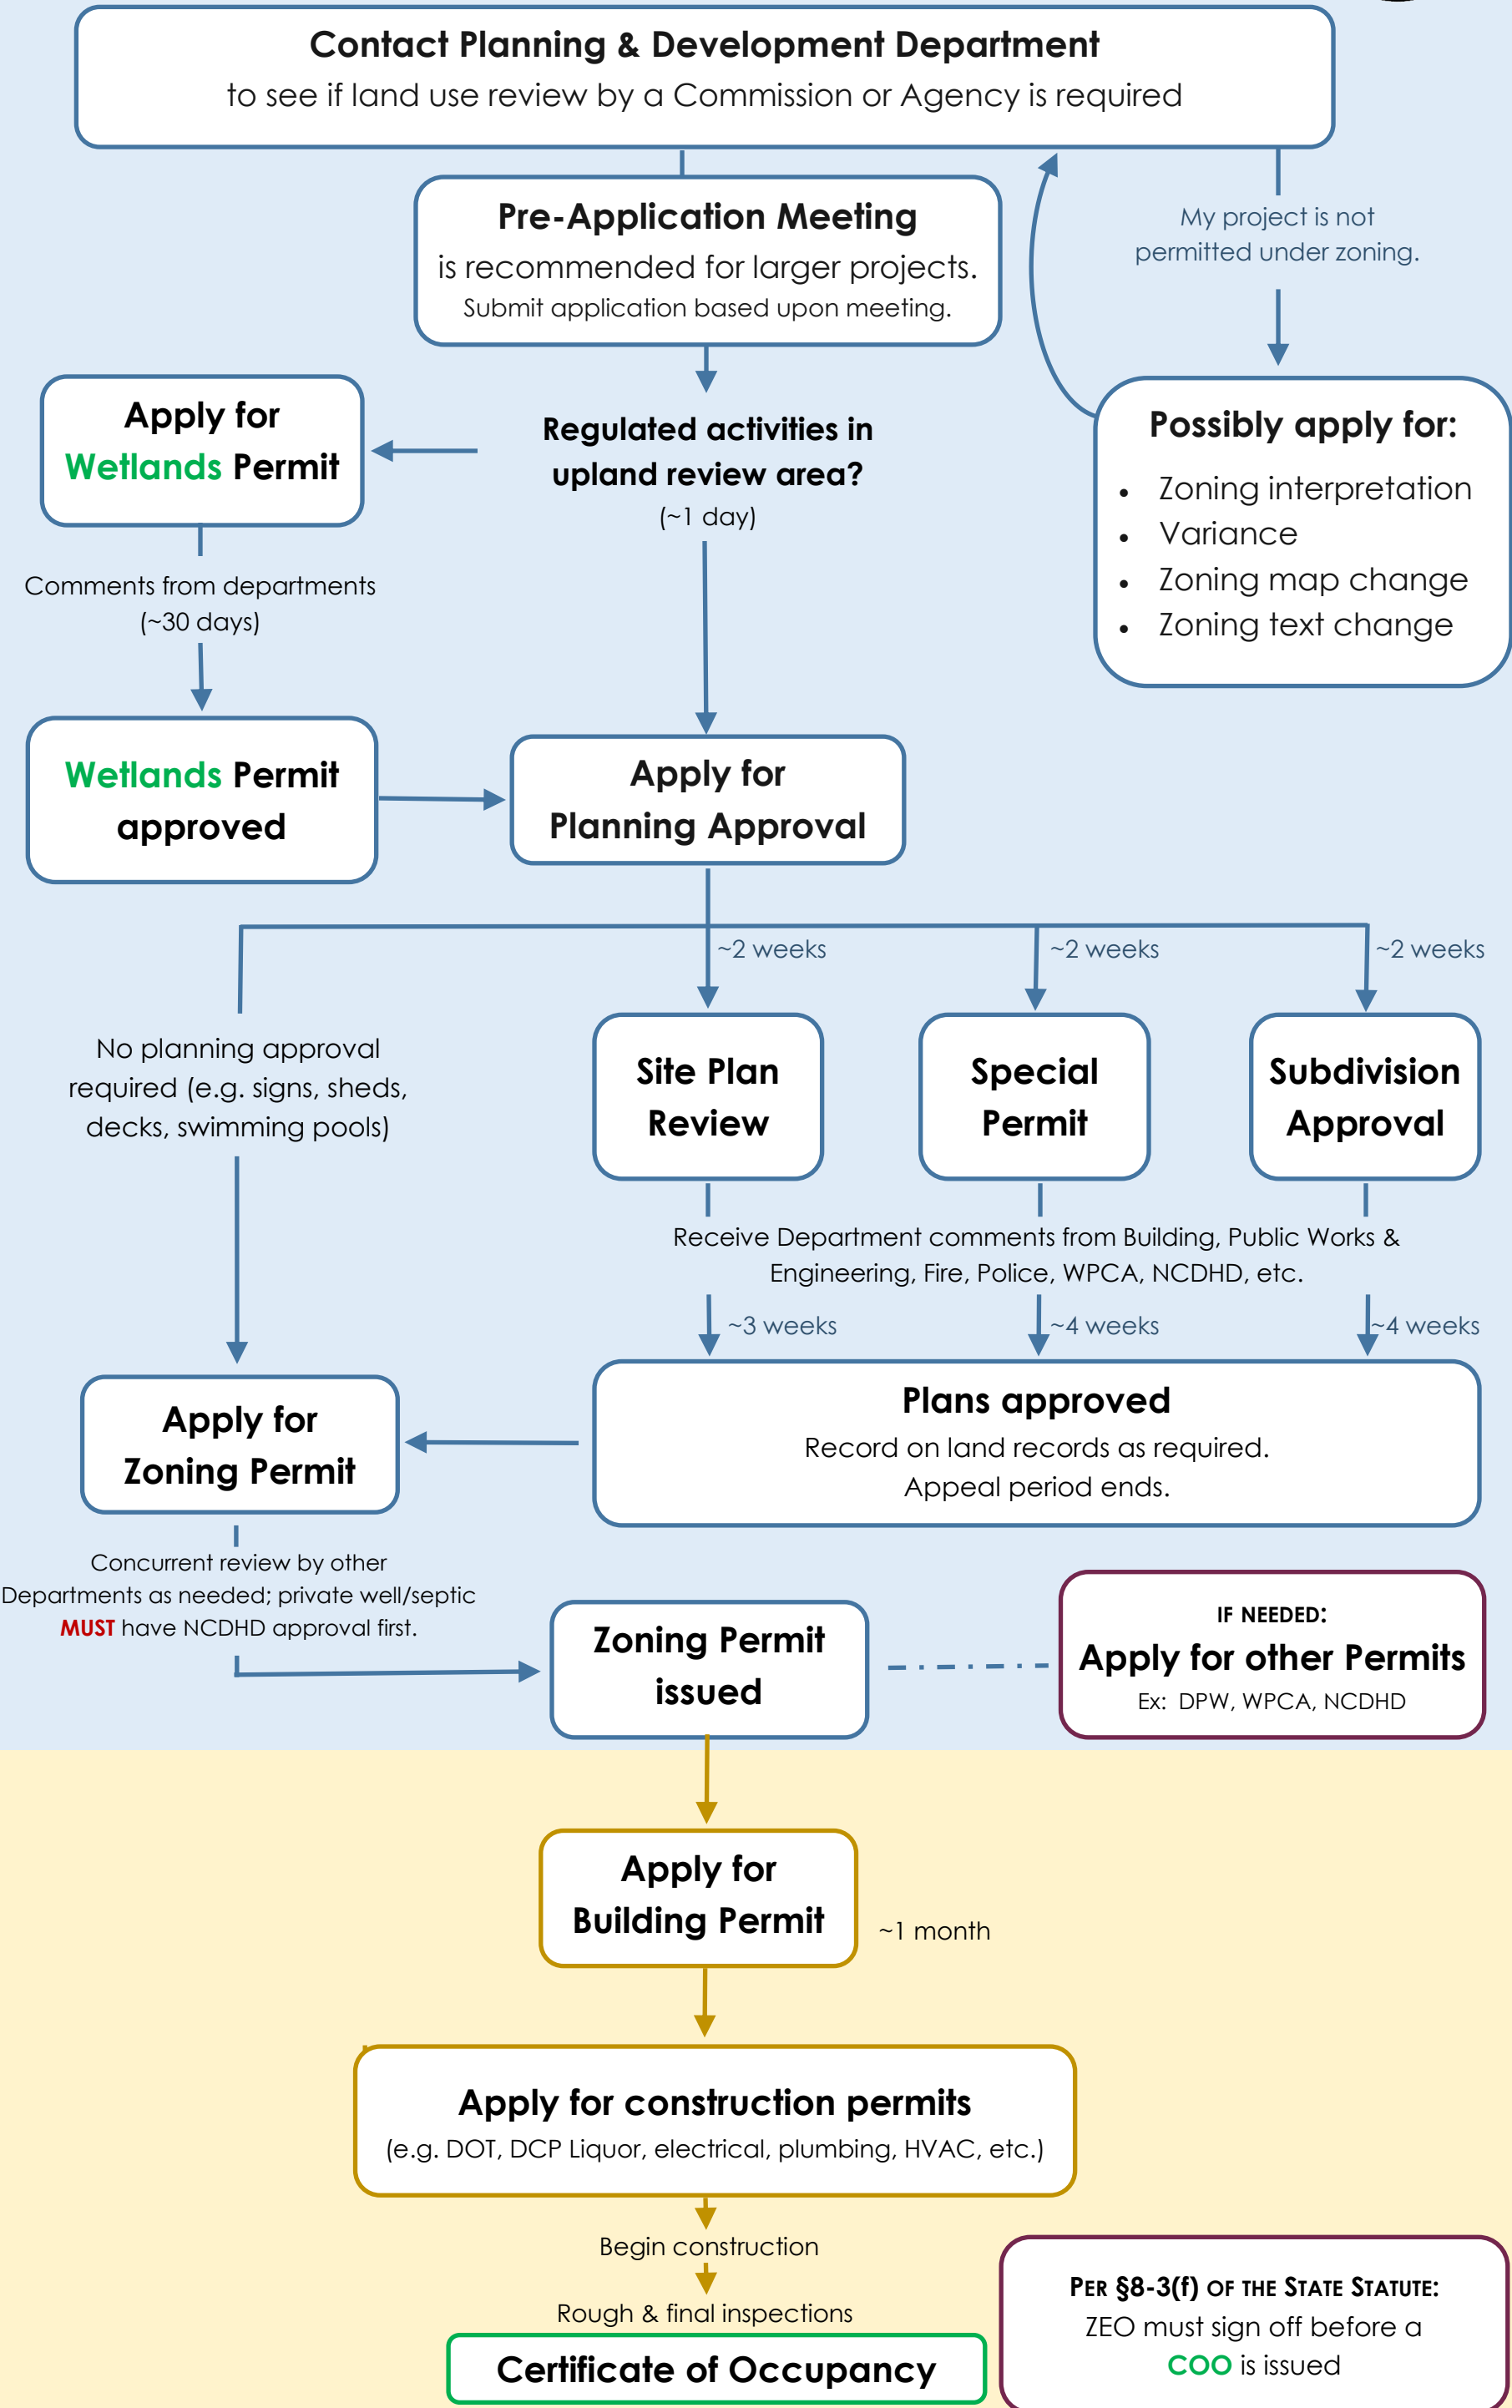 Contact Planning & Development Department
to see if land use review by a Commission or Agency is required
Pre-Application Meeting
is recommended for larger projects.
Submit application based upon meeting.
My project is not
permitted under zoning.
Apply for
Wetlands Permit
Regulated activities in
upland review area?
(~1 day)
Possibly apply for:
• Zoning interpretation
• Variance
• Zoning map change
• Zoning text change
Comments from departments
(~30 days)
Wetlands Permit
approved
Apply for
Planning Approval
~2 weeks
~2 weeks
~2 weeks
No planning approval
required (e.g. signs, sheds,
decks, swimming pools)
Site Plan
Review
Special
Permit
Subdivision
Approval
Receive Department comments from Building, Public Works &
Engineering, Fire, Police, WPCA, NCDHD, etc.
~3 weeks
~4 weeks
~4 weeks
Apply for
Zoning Permit
Plans approved
Record on land records as required.
Appeal period ends.
Concurrent review by other
Departments as needed; private well/septic
MUST have NCDHD approval first.
Zoning Permit
issued
IF NEEDED:
Apply for other Permits
Ex: DPW, WPCA, NCDHD
Apply for
Building Permit
~1 month
Apply for construction permits
(e.g. DOT, DCP Liquor, electrical, plumbing, HVAC, etc.)
Begin construction
Rough & final inspections
Certificate of Occupancy
PER §8-3(f) OF THE STATE STATUTE:
ZEO must sign off before a
COO is issued